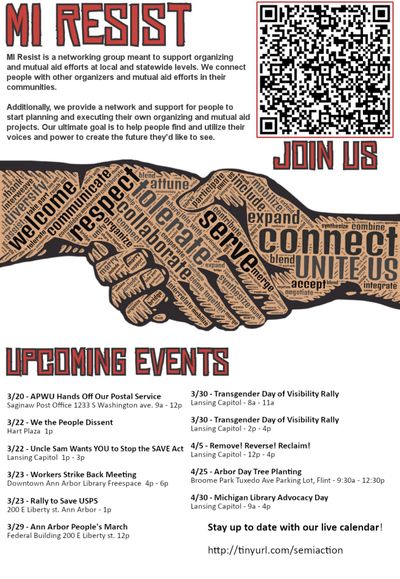 MI RESIST
MI Resist is a networking group meant to support organizing
and mutual aid efforts at local and statewide levels. We connect
people with other organizers and mutual aid efforts in their
communities.
Additionally, we provide a network and support for people to
start planning and executing their own organizing and mutual aid
projects. Our ultimate goal is to help people find and utilize their
voices and power to create the future they'd like to see.
JOIN US
diversify
welcome
communicate
respect
organize
blend
attune
tolerate
collaborate
expand
serve
merge
include
expand
synthesize
combine
connect
blend
UNITE US
accept
integrate
negotiate
UPCOMING EVENTS
3/20 - APWU Hands Off Our Postal Service
Saginaw Post Office 1233 S Washington ave. 9a - 12p
3/22 - We the People Dissent
Hart Plaza  1p
3/22 - Uncle Sam Wants YOU to Stop the SAVE Act
Lansing Capitol  1p - 3p
3/23 - Workers Strike Back Meeting
Downtown Ann Arbor Library Freespace  4p - 6p
3/23 - Rally to Save USPS
200 E Liberty st. Ann Arbor - 1p
3/29 - Ann Arbor People's March
Federal Building 200 E Liberty st. 12p
3/30 - Transgender Day of Visibility Rally
Lansing Capitol - 8a - 11a
3/30 - Transgender Day of Visibility Rally
Lansing Capitol - 2p - 4p
4/5 - Remove! Reverse! Reclaim!
Lansing Capitol - 12p - 4p
4/25 - Arbor Day Tree Planting
Broome Park Tuxedo Ave Parking Lot, Flint - 9:30a - 12:30p
4/30 - Michigan Library Advocacy Day
Lansing Capitol - 9a - 4p
Stay up to date with our live calendar!
http://tinyurl.com/semiaction